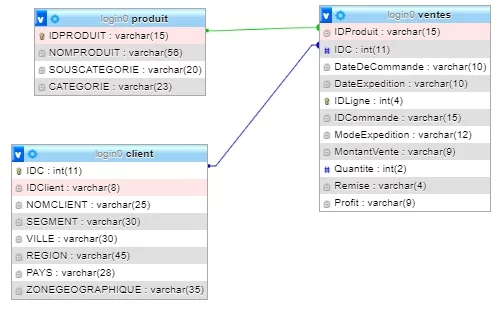 login0 produit
IDPRODUIT : varchar(15)
NOMPRODUIT : varchar(56)
SOUSCATEGORIE : varchar(20)
CATEGORIE : varchar(23)
login0 ventes
IDProduit : varchar(15)
IDC : int(11)
DateDeCommande : varchar(10)
DateExpedition : varchar(10)
IDLigne : int(4)
IDCommande : varchar(15)
ModeExpedition : varchar(12)
MontantVente : varchar(9)
Quantite : int(2)
Remise : varchar(4)
Profit : varchar(9)
login0 client
IDC : int(11)
IDClient : varchar(8)
NOMCLIENT : varchar(25)
SEGMENT : varchar(30)
VILLE : varchar(30)
REGION : varchar(45)
PAYS : varchar(28)
ZONEGEOGRAPHIQUE : varchar(35)